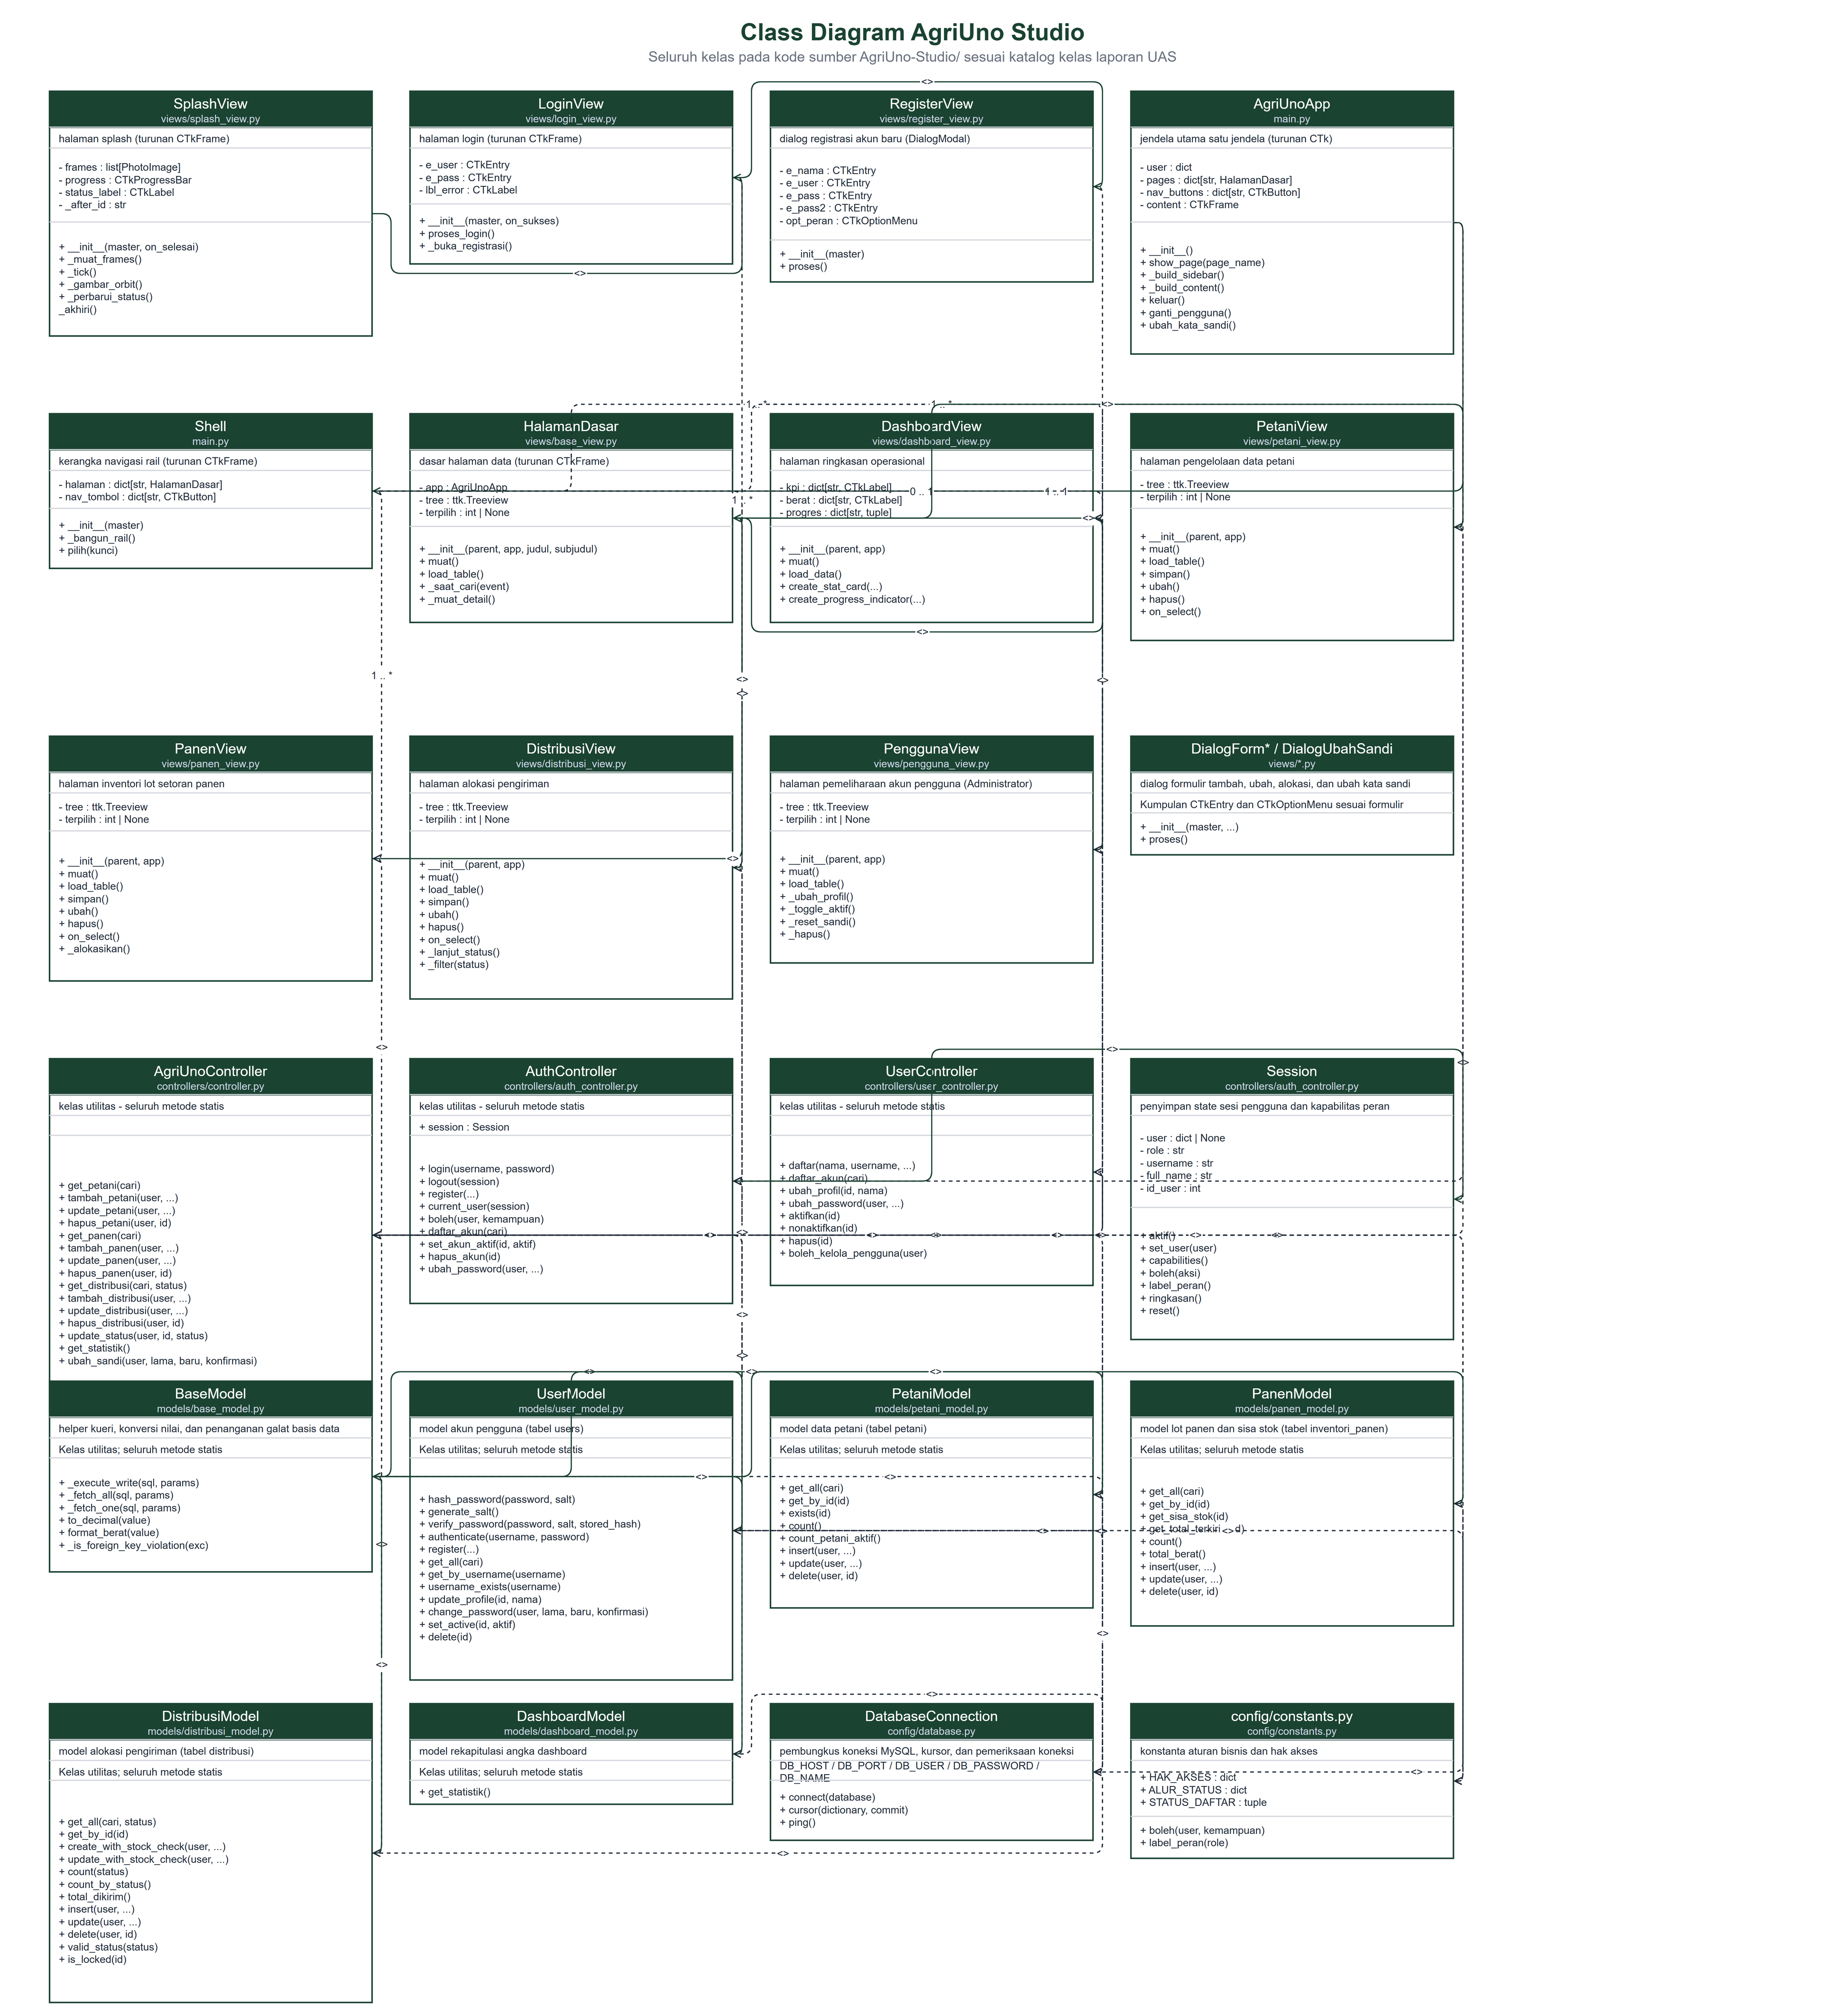 Class Diagram AgriUno Studio
Seluruh kelas pada kode sumber AgriUno-Studio/ sesuai katalog kelas laporan UAS
<>
SplashView
views/splash_view.py
halaman splash (turunan CTkFrame)
- frames : list[PhotoImage]
- progress : CTkProgressBar
- status_label : CTkLabel
- _after_id : str
+ __init__(master, on_selesai)
+ _muat_frames()
+ _tick()
+ _gambar_orbit()
+ _perbarui_status()
_akhiri()
LoginView
views/login_view.py
halaman login (turunan CTkFrame)
- e_user : CTkEntry
- e_pass : CTkEntry
- lbl_error : CTkLabel
+ __init__(master, on_sukses)
+ proses_login()
+ _buka_registrasi()
<>
RegisterView
views/register_view.py
dialog registrasi akun baru (DialogModal)
- e_nama : CTkEntry
- e_user : CTkEntry
- e_pass : CTkEntry
- e_pass2 : CTkEntry
- opt_peran : CTkOptionMenu
+ __init__(master)
+ proses()
AgriUnoApp
main.py
jendela utama satu jendela (turunan CTk)
- user : dict
- pages : dict[str, HalamanDasar]
- nav_buttons : dict[str, CTkButton]
- content : CTkFrame
+ __init__()
+ show_page(page_name)
+ _build_sidebar()
+ _build_content()
+ keluar()
+ ganti_pengguna()
+ ubah_kata_sandi()
1 .. *
1 .. *
<>
Shell
main.py
kerangka navigasi rail (turunan CTkFrame)
- halaman : dict[str, HalamanDasar]
- nav_tombol : dict[str, CTkButton]
+ __init__(master)
+ _bangun_rail()
+ pilih(kunci)
HalamanDasar
views/base_view.py
dasar halaman data (turunan CTkFrame)
- app : AgriUnoApp
- tree : ttk.Treeview
- terpilih : int | None
+ __init__(parent, app, judul, subjudul)
+ muat()
+ load_table()
+ _saat_cari(event)
+ _muat_detail()
1 .. *
DashboardView
views/dashboard_view.py
halaman ringkasan operasional
- kpi : dict[str, CTkLabel]
- berat : dict[str, CTkLabel]
- progres : dict[str, tuple]
0 .. 1
1 .. 1
<>
+ __init__(parent, app)
+ muat()
+ load_data()
+ create_stat_card(...)
+ create_progress_indicator(...)
<>
PetaniView
views/petani_view.py
halaman pengelolaan data petani
- tree : ttk.Treeview
- terpilih : int | None
+ __init__(parent, app)
+ muat()
+ load_table()
+ simpan()
+ ubah()
+ hapus()
+ on_select()
1 .. *
<>
<>
<>
PanenView
views/panen_view.py
halaman inventori lot setoran panen
- tree : ttk.Treeview
- terpilih : int | None
+ __init__(parent, app)
+ muat()
+ load_table()
+ simpan()
+ ubah()
+ hapus()
+ on_select()
+ _alokasikan()
DistribusiView
views/distribusi_view.py
halaman alokasi pengiriman
- tree : ttk.Treeview
- terpilih : int | None
<>
+ __init__(parent, app)
+ muat()
+ load_table()
+ simpan()
+ ubah()
+ hapus()
+ on_select()
+ _lanjut_status()
+ _filter(status)
PenggunaView
views/pengguna_view.py
halaman pemeliharaan akun pengguna (Administrator)
- tree : ttk.Treeview
- terpilih : int | None
+ __init__(parent, app)
+ muat()
+ load_table()
+ _ubah_profil()
+ _toggle_aktif()
+ _reset_sandi()
+ _hapus()
DialogForm* / DialogUbahSandi
views/*.py
dialog formulir tambah, ubah, alokasi, dan ubah kata sandi
Kumpulan CTkEntry dan CTkOptionMenu sesuai formulir
+ __init__(master, ...)
+ proses()
<>
<>
<>
AgriUnoController
controllers/controller.py
kelas utilitas - seluruh metode statis
+ get_petani(cari)
+ tambah_petani(user, ...)
+ update_petani(user, ...)
+ hapus_petani(user, id)
+ get_panen(cari)
+ tambah_panen(user, ...)
+ update_panen(user, ...)
+ hapus_panen(user, id)
+ get_distribusi(cari, status)
+ tambah_distribusi(user, ...)
+ update_distribusi(user, ...)
+ hapus_distribusi(user, id)
+ update_status(user, id, status)
+ get_statistik()
+ ubah_sandi(user, lama, baru, konfirmasi)
AuthController
controllers/auth_controller.py
kelas utilitas - seluruh metode statis
+ session : Session
+ login(username, password)
+ logout(session)
+ register(...)
+ current_user(session)
+ boleh(user, kemampuan)
+ daftar_akun(cari)
+ set_akun_aktif(id, aktif)
+ hapus_akun(id)
+ ubah_password(user, ...)
<>
<>
<>
<>
<>
<>
<>
<>
UserController
controllers/user_controller.py
kelas utilitas - seluruh metode statis
+ daftar(nama, username, ...)
+ daftar_akun(cari)
+ ubah_profil(id, nama)
+ ubah_password(user, ...)
+ aktifkan(id)
+ nonaktifkan(id)
+ hapus(id)
+ boleh_kelola_pengguna(user)
Session
controllers/auth_controller.py
penyimpan state sesi pengguna dan kapabilitas peran
- user : dict | None
- role : str
- username : str
- full_name : str
- id_user : int
+ aktif()
+ set_user(user)
+ capabilities()
+ boleh(aksi)
+ label_peran()
+ ringkasan()
+ reset()
<>
<>
<>
<>
<>
BaseModel
models/base_model.py
helper kueri, konversi nilai, dan penanganan galat basis data
Kelas utilitas; seluruh metode statis
+ _execute_write(sql, params)
+ _fetch_all(sql, params)
+ _fetch_one(sql, params)
+ to_decimal(value)
+ format_berat(value)
+ _is_foreign_key_violation(exc)
<>
UserModel
models/user_model.py
model akun pengguna (tabel users)
Kelas utilitas; seluruh metode statis
<>
+ hash_password(password, salt)
+ generate_salt()
+ verify_password(password, salt, stored_hash)
+ authenticate(username, password)
+ register(...)
+ get_all(cari)
+ get_by_username(username)
+ username_exists(username)
+ update_profile(id, nama)
+ change_password(user, lama, baru, konfirmasi)
+ set_active(id, aktif)
+ delete(id)
PetaniModel
models/petani_model.py
model data petani (tabel petani)
Kelas utilitas; seluruh metode statis
<>
+ get_all(cari)
+ get_by_id(id)
+ exists(id)
+ count()
+ count_petani_aktif()
+ insert(user, ...)
+ update(user, ...)
+ delete(user, id)
<>
<>
PanenModel
models/panen_model.py
model lot panen dan sisa stok (tabel inventori_panen)
Kelas utilitas; seluruh metode statis
+ get_all(cari)
+ get_by_id(id)
+ get_sisa_stok(id)
<>
+ count()
+ total_berat()
+ insert(user, ...)
+ update(user, ...)
+ delete(user, id)
<>
<>
<>
DistribusiModel
models/distribusi_model.py
model alokasi pengiriman (tabel distribusi)
Kelas utilitas; seluruh metode statis
+ get_all(cari, status)
+ get_by_id(id)
+ create_with_stock_check(user, ...)
+ update_with_stock_check(user, ...)
+ count(status)
+ count_by_status()
+ total_dikirim()
+ insert(user, ...)
+ update(user, ...)
+ delete(user, id)
+ valid_status(status)
+ is_locked(id)
DashboardModel
models/dashboard_model.py
model rekapitulasi angka dashboard
Kelas utilitas; seluruh metode statis
+ get_statistik()
DatabaseConnection
config/database.py
pembungkus koneksi MySQL, kursor, dan pemeriksaan koneksi
DB_HOST / DB_PORT / DB_USER / DB_PASSWORD /
DB_NAME
+ connect(database)
+ cursor(dictionary, commit)
+ ping()
<>
config/constants.py
config/constants.py
konstanta aturan bisnis dan hak akses
<>
+ HAK_AKSES : dict
+ ALUR_STATUS : dict
+ STATUS_DAFTAR : tuple
+ boleh(user, kemampuan)
+ label_peran(role)